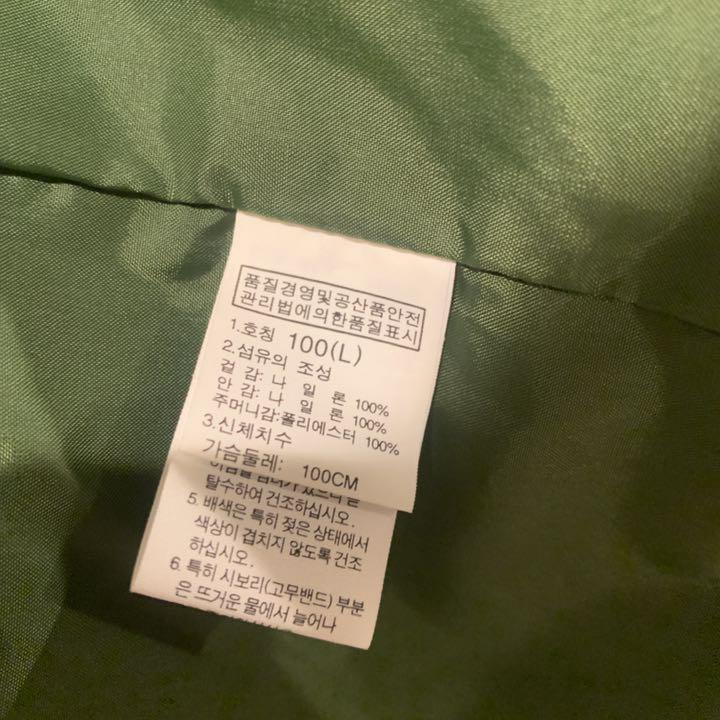 품질경영및공산품안전
관리법에의한품질표시
1.호칭 100(L)
2.섬유의 조성
겉 감: 나 일 론 100%
안 감: 나 일 론 100%
주머니감:폴리에스터 100%
3.신체치수
가슴둘레: 100CM
탈수하여 건조하십시오.
5. 배색은 특히 젖은 상태에서
색상이 겹치지 않도록 건조
하십시오.
6. 특히 시보리(고무밴드) 부분
은 뜨거운 물에서 늘어나